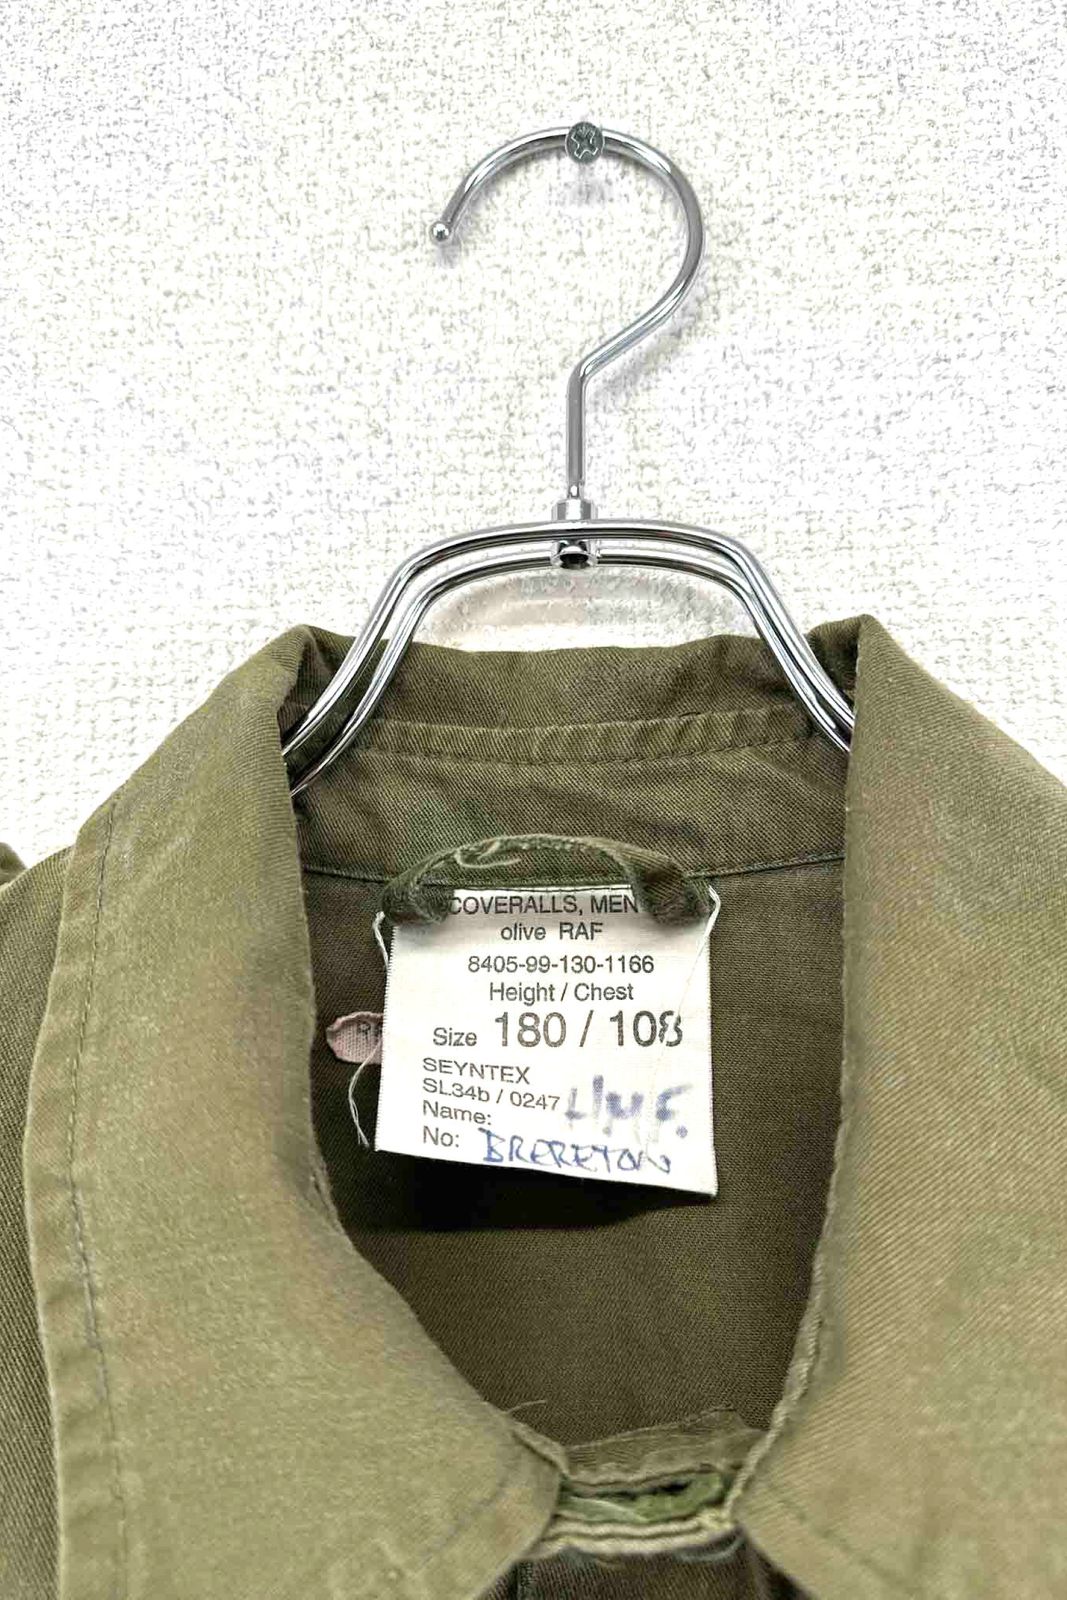 COVERALLS, MEN
olive RAF
8405-99-130-1166
Height / Chest
Size 180 / 108
SEYNTEX
SL34b / 0247
Name:
No: BRERETON